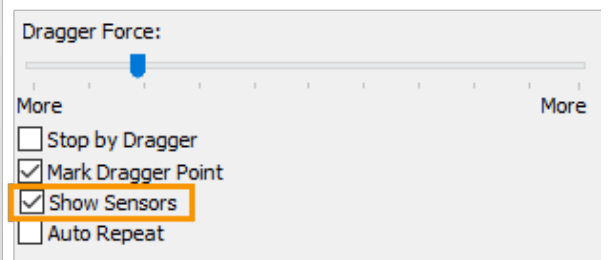 Dragger Force:
More More
Stop by Dragger
Mark Dragger Point
Show Sensors
Auto Repeat